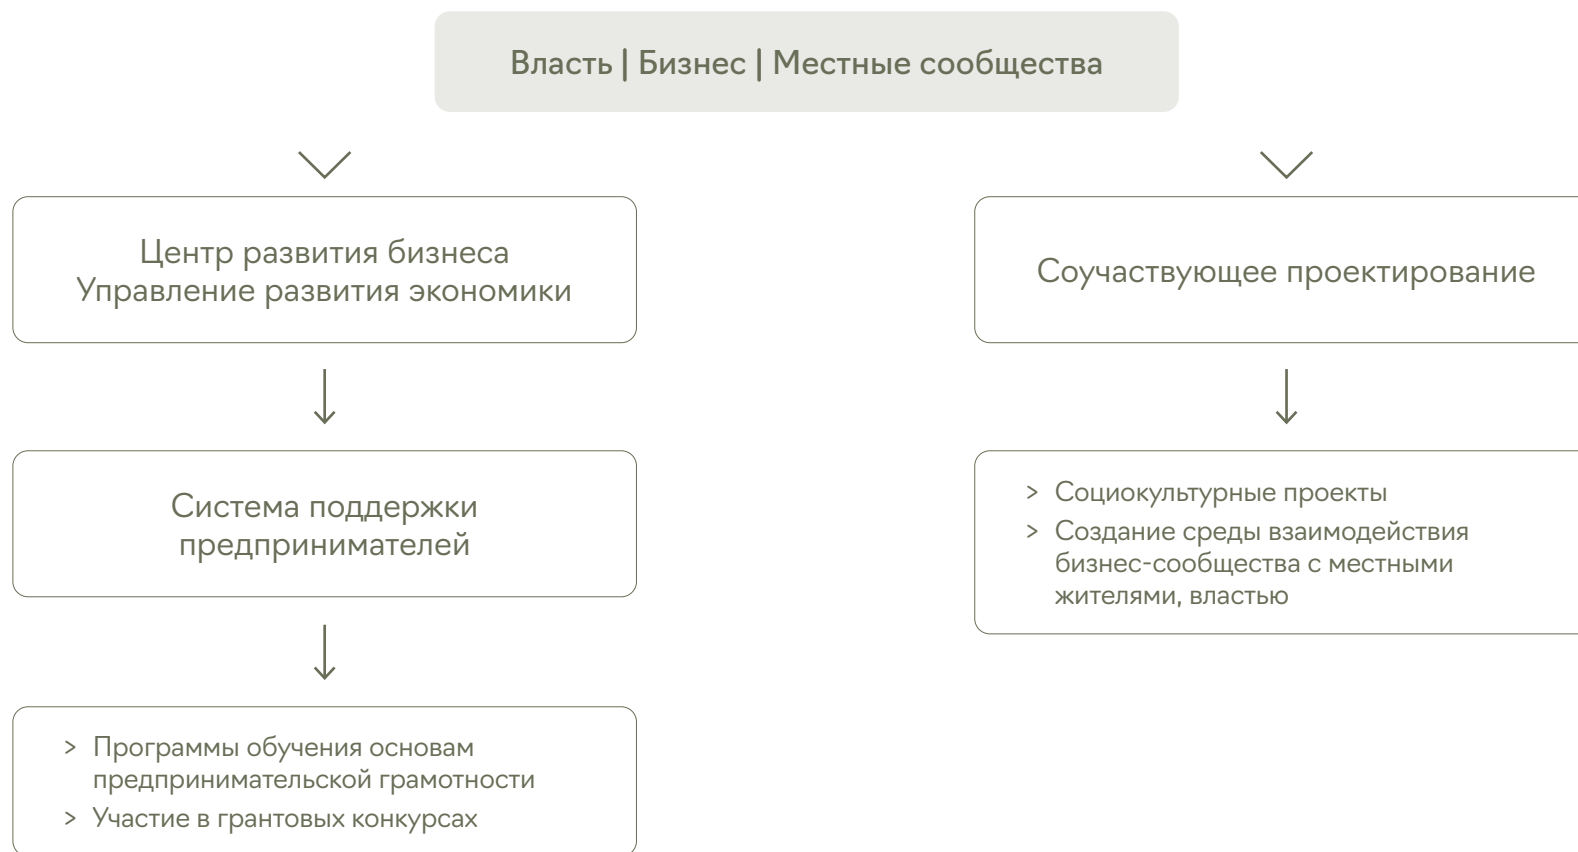 Власть | Бизнес | Местные сообщества
Центр развития бизнеса
Управление развития экономики
Система поддержки
предпринимателей
> Программы обучения основам
предпринимательской грамотности
> Участие в грантовых конкурсах
Соучаствующее проектирование
> Социокультурные проекты
> Создание среды взаимодействия
бизнес-сообщества с местными
жителями, властью